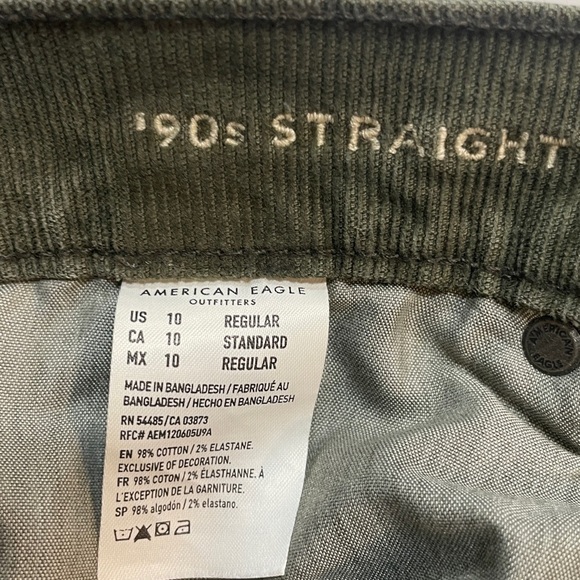 '90s STRAIGHT
AMERICAN EAGLE
OUTFITTERS
US 10 REGULAR
CA 10 STANDARD
MX 10 REGULAR
MADE IN BANGLADESH / FABRIQUÉ AU
BANGLADESH / HECHO EN BANGLADESH
RN 54485/CA 03873
RFC# AEM120605U9A
EN 98% COTTON / 2% ELASTANE.
EXCLUSIVE OF DECORATION.
FR 98% COTON / 2% ÉLASTHANNE. À
L'EXCEPTION DE LA GARNITURE.
SP 98% algodón / 2% elastano.
AMERICAN
EAGLE